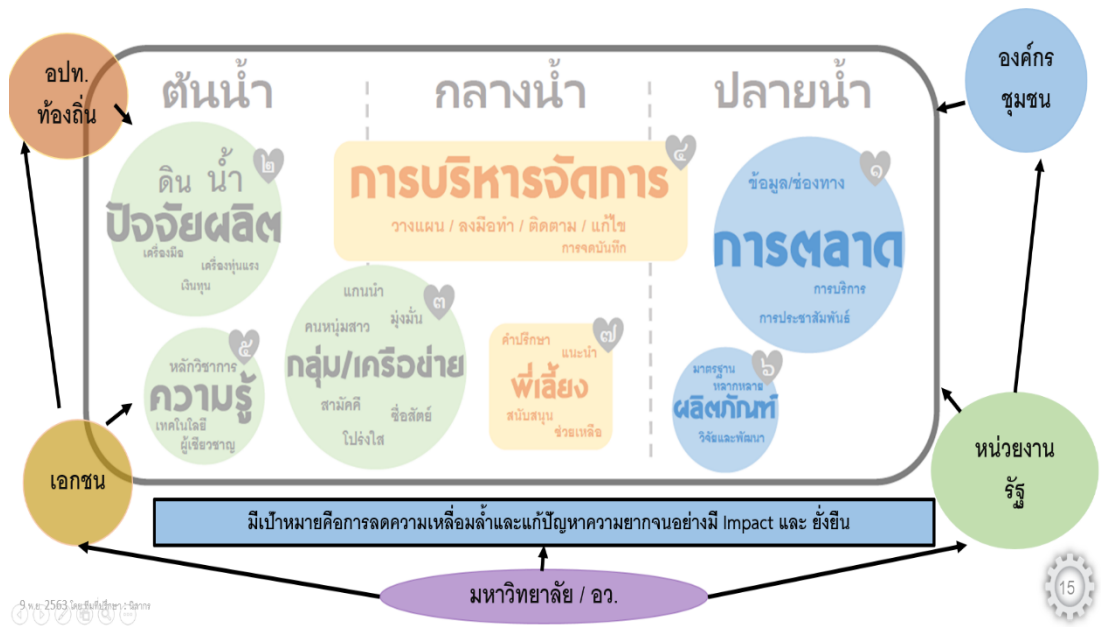 อปท.
ท้องถิ่น
องค์กร
ชุมชน
ต้นน้ำ
กลางน้ำ
ปลายน้ำ
ดิน น้ำ
๒
ปัจจัยผลิต
เครื่องมือ
เครื่องทุ่นแรง
เงินทุน
๔
การบริหารจัดการ
วางแผน / ลงมือทำ / ติดตาม / แก้ไข
การจดบันทึก
๑
ข้อมูล/ช่องทาง
การตลาด
การบริการ
การประชาสัมพันธ์
๕
หลักวิชาการ
ความรู้
เทคโนโลยี
ผู้เชี่ยวชาญ
แกนนำ
๓
คนหนุ่มสาว
มุ่งมั่น
กลุ่ม/เครือข่าย
สามัคคี
ซื่อสัตย์
โปร่งใส
๗
คำปรึกษา
แนะนำ
พี่เลี้ยง
สนับสนุน
ช่วยเหลือ
๖
มาตรฐาน
หลากหลาย
ผลิตภัณฑ์
วิจัยและพัฒนา
เอกชน
หน่วยงาน
รัฐ
มีเป้าหมายคือการลดความเหลื่อมล้ำและแก้ปัญหาความยากจนอย่างมี Impact และ ยั่งยืน
มหาวิทยาลัย / อว.
9 พ.ย. 2563 โดย ทีมที่ปรึกษา :
15